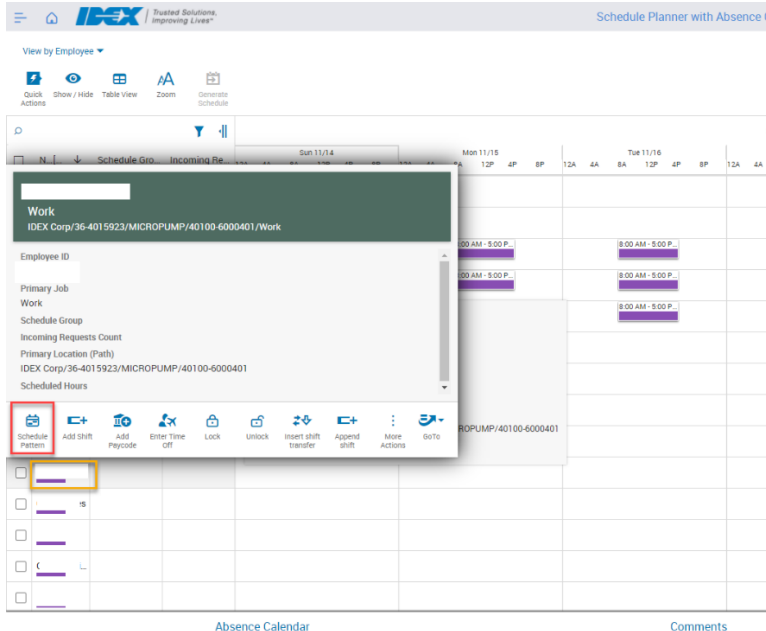 IDEX Trusted Solutions,
Improving Lives℠
Schedule Planner with Absence
View by Employee
Quick Actions
Show / Hide
Table View
Zoom
Generate Schedule
Sun 11/14
Mon 11/15
Tue 11/16
N...
Schedule Gro...
Incoming Re...
12P 4P 8P 12A 4A 8A 12P 4P 8P 12A 4A
Work
IDEX Corp/36-4015923/MICROPUMP/40100-6000401/Work
Employee ID
Primary Job
Work
Schedule Group
Incoming Requests Count
Primary Location (Path)
IDEX Corp/36-4015923/MICROPUMP/40100-6000401
Scheduled Hours
:00 AM - 5:00 P...
8:00 AM - 5:00 P...
:00 AM - 5:00 P...
8:00 AM - 5:00 P...
8:00 AM - 5:00 P...
ROPUMP/40100-6000401
Schedule Pattern
Add Shift
Add Paycode
Enter Time Off
Lock
Unlock
Insert shift transfer
Append shift
More Actions
GoTo
Absence Calendar
Comments